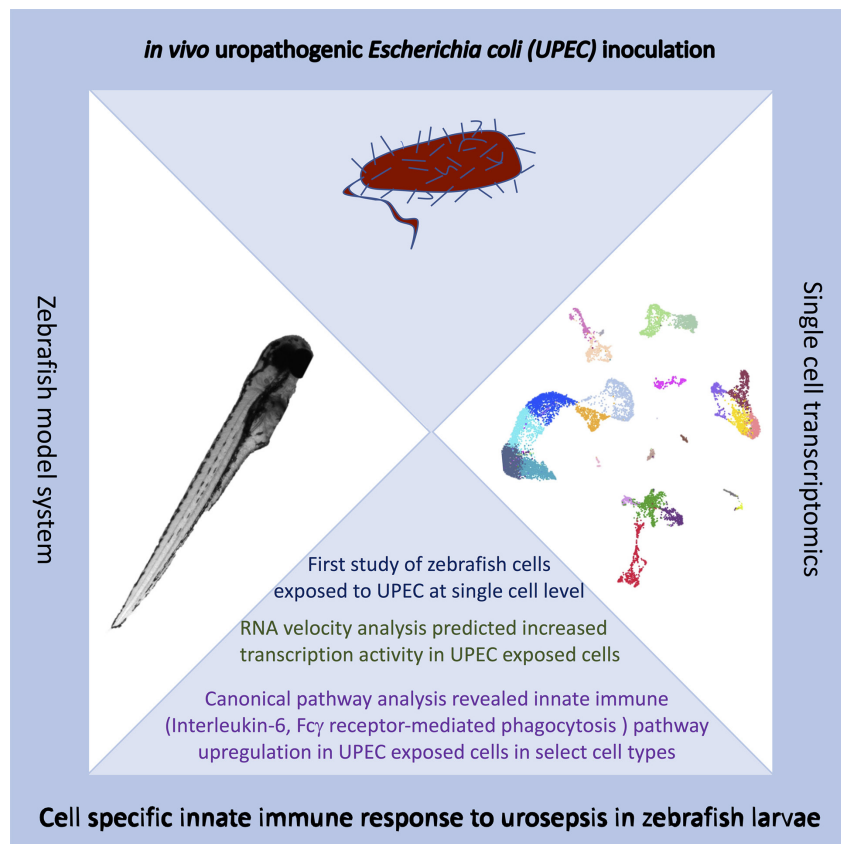 in vivo uropathogenic Escherichia coli (UPEC) inoculation
Zebrafish model system
Single cell transcriptomics
First study of zebrafish cells
exposed to UPEC at single cell level
RNA velocity analysis predicted increased
transcription activity in UPEC exposed cells
Canonical pathway analysis revealed innate immune
(Interleukin-6, Fcγ receptor-mediated phagocytosis ) pathway
upregulation in UPEC exposed cells in select cell types
Cell specific innate immune response to urosepsis in zebrafish larvae